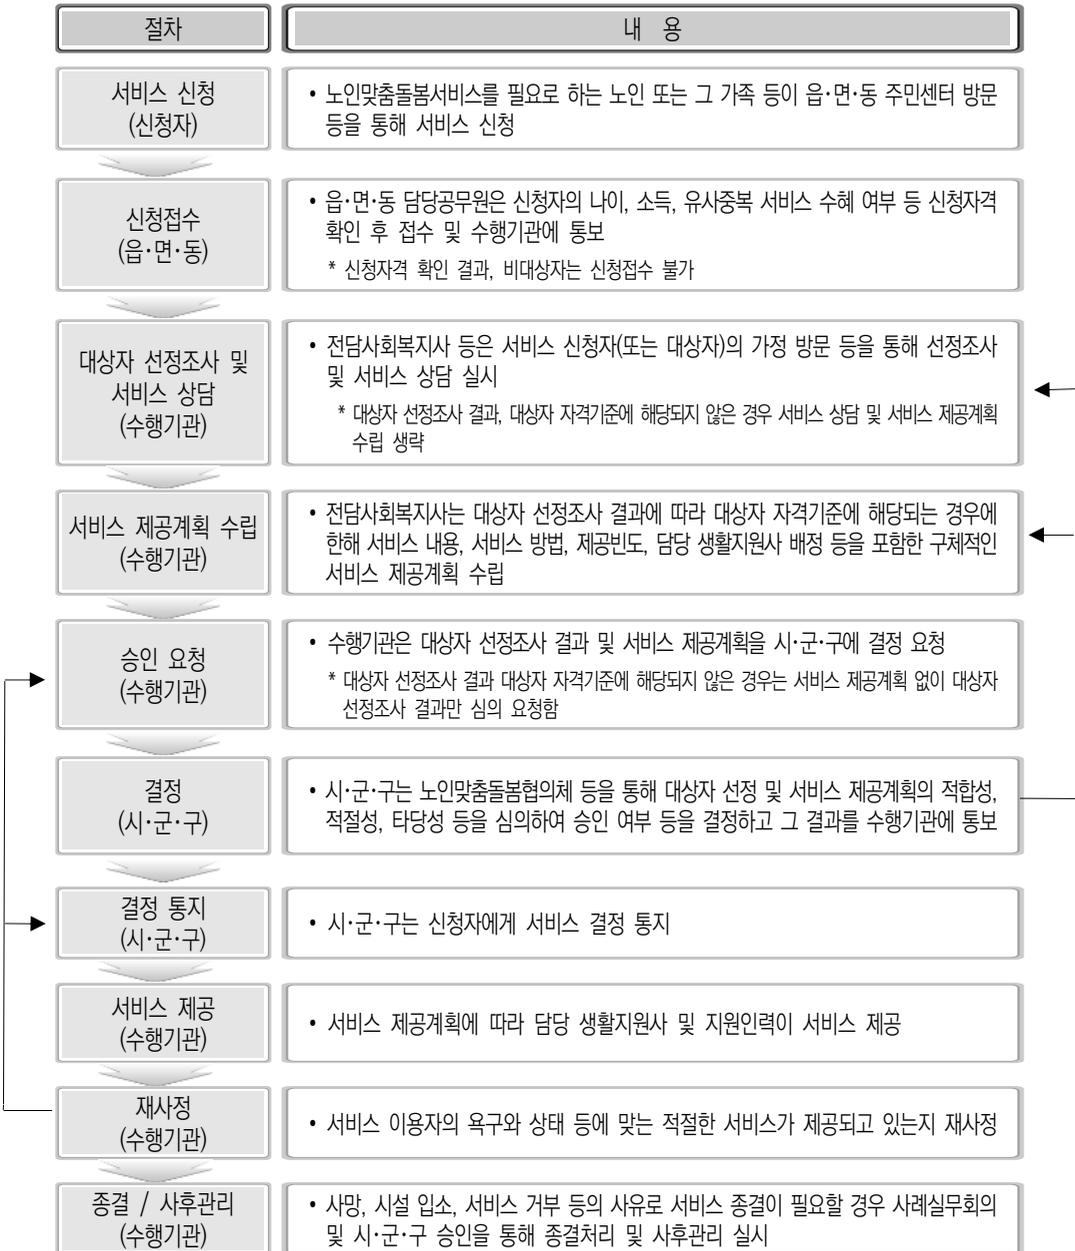 절차
내 용
서비스 신청
(신청자)
• 노인맞춤돌봄서비스를 필요로 하는 노인 또는 그 가족 등이 읍·면·동 주민센터 방문
등을 통해 서비스 신청
신청접수
(읍·면·동)
• 읍·면·동 담당공무원은 신청자의 나이, 소득, 유사중복 서비스 수혜 여부 등 신청자격
확인 후 접수 및 수행기관에 통보
* 신청자격 확인 결과, 비대상자는 신청접수 불가
대상자 선정조사 및
서비스 상담
(수행기관)
• 전담사회복지사 등은 서비스 신청자(또는 대상자)의 가정 방문 등을 통해 선정조사
및 서비스 상담 실시
* 대상자 선정조사 결과, 대상자 자격기준에 해당되지 않은 경우 서비스 상담 및 서비스 제공계획
수립 생략
서비스 제공계획 수립
(수행기관)
• 전담사회복지사는 대상자 선정조사 결과에 따라 대상자 자격기준에 해당되는 경우에
한해 서비스 내용, 서비스 방법, 제공빈도, 담당 생활지원사 배정 등을 포함한 구체적인
서비스 제공계획 수립
승인 요청
(수행기관)
• 수행기관은 대상자 선정조사 결과 및 서비스 제공계획을 시·군·구에 결정 요청
* 대상자 선정조사 결과 대상자 자격기준에 해당되지 않은 경우는 서비스 제공계획 없이 대상자
선정조사 결과만 심의 요청함
결정
(시·군·구)
• 시·군·구는 노인맞춤돌봄협의체 등을 통해 대상자 선정 및 서비스 제공계획의 적합성,
적절성, 타당성 등을 심의하여 승인 여부 등을 결정하고 그 결과를 수행기관에 통보
결정 통지
(시·군·구)
• 시·군·구는 신청자에게 서비스 결정 통지
서비스 제공
(수행기관)
• 서비스 제공계획에 따라 담당 생활지원사 및 지원인력이 서비스 제공
재사정
(수행기관)
• 서비스 이용자의 욕구와 상태 등에 맞는 적절한 서비스가 제공되고 있는지 재사정
종결 / 사후관리
(수행기관)
• 사망, 시설 입소, 서비스 거부 등의 사유로 서비스 종결이 필요할 경우 사례실무회의
및 시·군·구 승인을 통해 종결처리 및 사후관리 실시